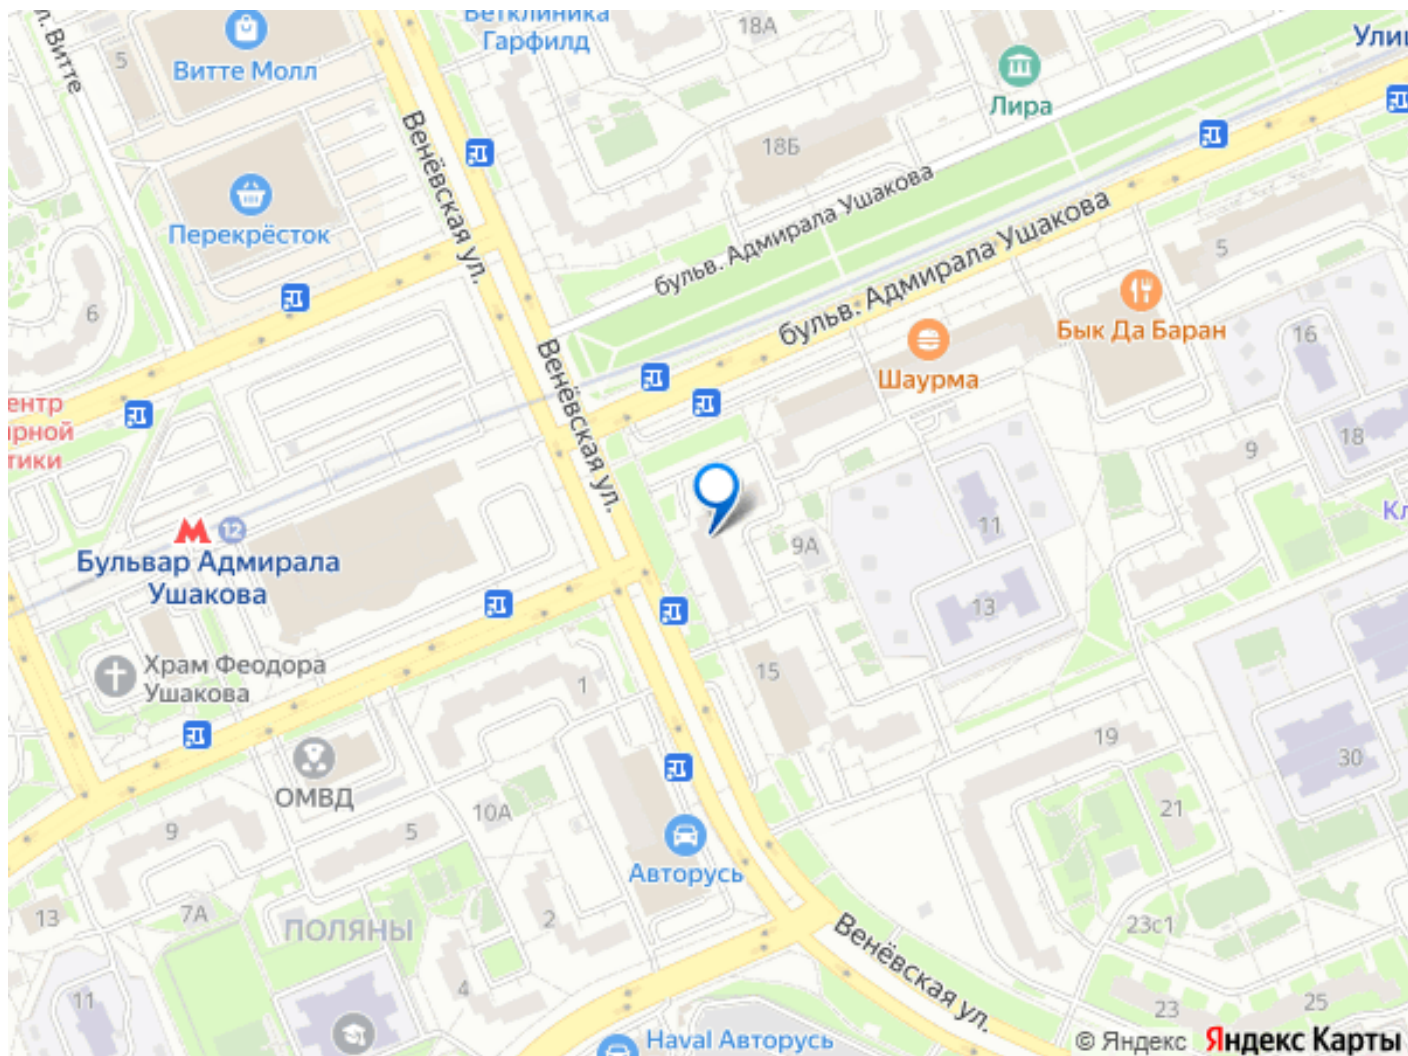 Ветклиника
Гарфилд
18А
Ули
ул. Витте
5
Витте Молл
Лира
18Б
Венёвская ул.
Перекрёсток
бульв. Адмирала Ушакова
бульв. Адмирала Ушакова
5
6
Бык Да Баран
16
Шаурма
Венёвская ул.
ентр
рной
тики
18
9
Кл
11
9А
М
12
Бульвар Адмирала
Ушакова
13
Храм Феодора
Ушакова
1
15
19
30
ОМВД
10А
21
9
5
Авторусь
13
7А
ПОЛЯНЫ
2
23с1
Венёвская ул.
4
11
23
25
Haval Авторусь
© Яндекс
Яндекс Карты